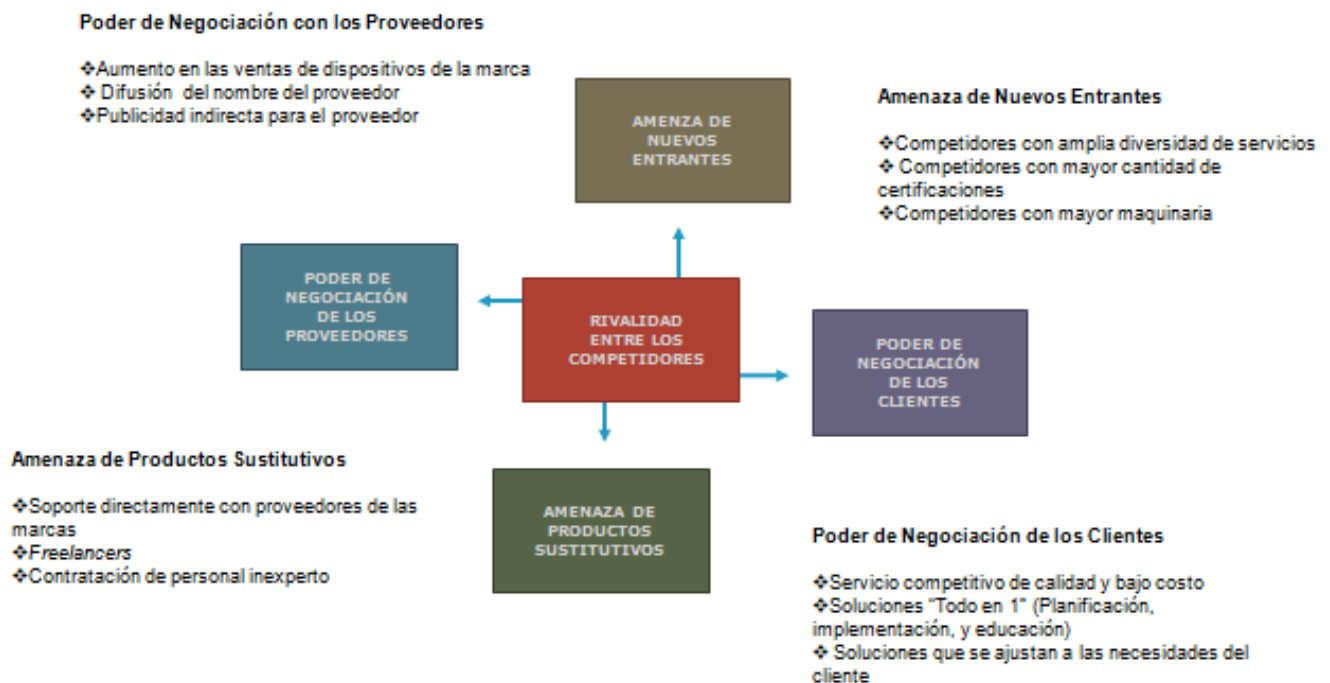 Poder de Negociación con los Proveedores
❖Aumento en las ventas de dispositivos de la marca
❖ Difusión del nombre del proveedor
❖Publicidad indirecta para el proveedor
AMENZA DE
NUEVOS
ENTRANTES
Amenaza de Nuevos Entrantes
❖Competidores con amplia diversidad de servicios
❖ Competidores con mayor cantidad de
certificaciones
❖Competidores con mayor maquinaria
PODER DE
NEGOCIACIÓN
DE LOS
PROVEEDORES
RIVALIDAD
ENTRE LOS
COMPETIDORES
PODER DE
NEGOCIACIÓN
DE LOS
CLIENTES
Amenaza de Productos Sustitutivos
❖Soporte directamente con proveedores de las
marcas
❖Freelancers
❖Contratación de personal inexperto
AMENAZA DE
PRODUCTOS
SUSTITUTIVOS
Poder de Negociación de los Clientes
❖Servicio competitivo de calidad y bajo costo
❖Soluciones "Todo en 1" (Planificación,
implementación, y educación)
❖ Soluciones que se ajustan a las necesidades del
cliente